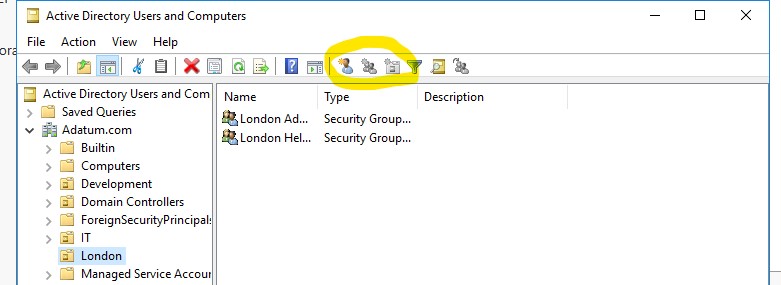 Active Directory Users and Computers
File Action View Help
Active Directory Users and Com
Saved Queries
Adatum.com
Builtin
Computers
Development
Domain Controllers
ForeignSecurityPrincipals
IT
London
Managed Service Accour
Name Type Description
London Ad... Security Group...
London Hel... Security Group...